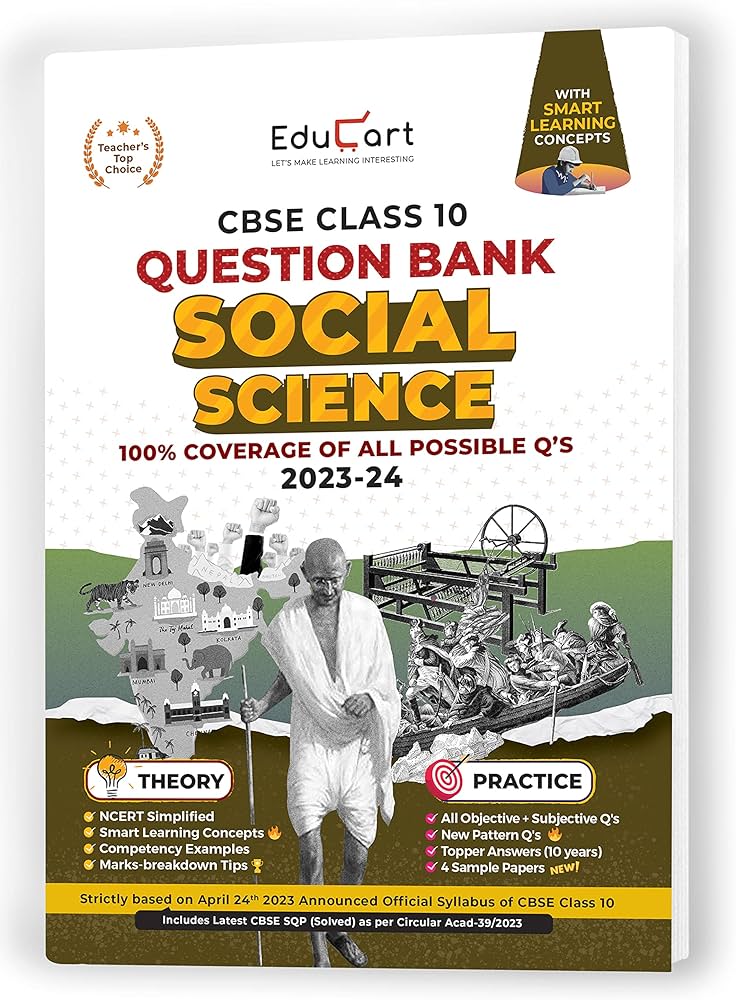 Teacher's
Top
Choice
EduCart
LET'S MAKE LEARNING INTERESTING
WITH
SMART
LEARNING
CONCEPTS
CBSE CLASS 10
QUESTION BANK
SOCIAL
SCIENCE
100% COVERAGE OF ALL POSSIBLE Q'S
2023-24
NEW DELHI
The Taj Mahal
KOLKATA
MUMBAI
THEORY
NCERT Simplified
Smart Learning Concepts
Competency Examples
Marks-breakdown Tips
PRACTICE
All Objective + Subjective Q's
New Pattern Q's
Topper Answers (10 years)
4 Sample Papers NEW!
Strictly based on April 24th 2023 Announced Official Syllabus of CBSE Class 10
Includes Latest CBSE SQP (Solved) as per Circular Acad-39/2023